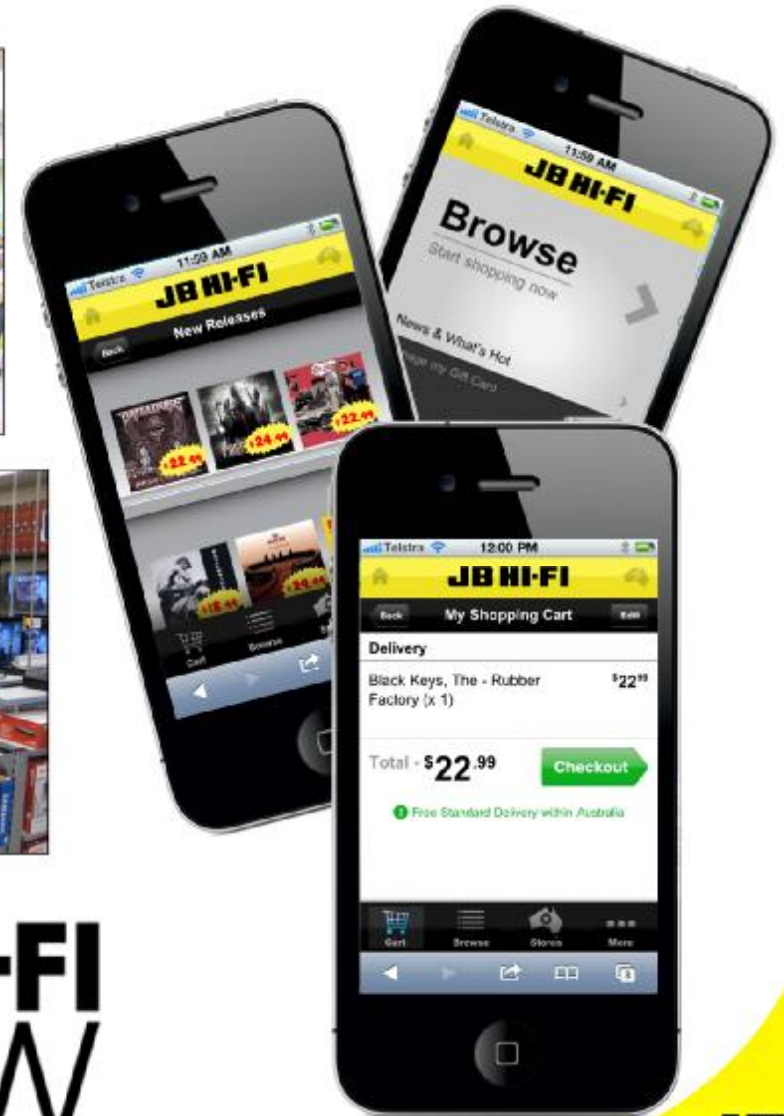 Telstra 11:59 AM
JB HI-FI
Back New Releases
$22.99
$24.99
$22.99
$24.99
Cart
Browse
Telstra 11:59 AM
JB HI-FI
Browse
Start shopping now
News & What's Hot
my Gift Card
Telstra 12:00 PM
JB HI-FI
Back My Shopping Cart Edit
Delivery
Black Keys, The - Rubber $22.99
Factory (x 1)
Total - $22.99 Checkout
Free Standard Delivery within Australia
Cart Browse Stores More